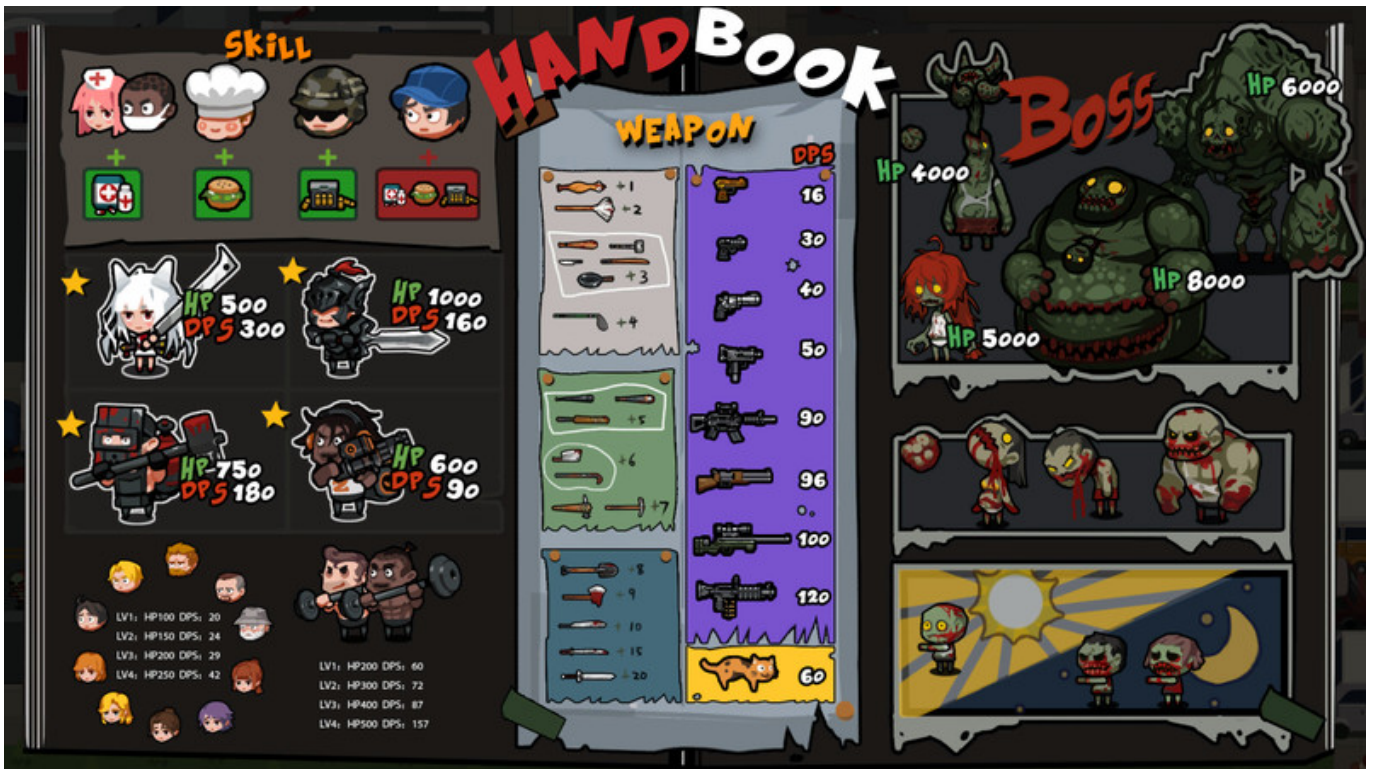 HANDBOOK
SKILL
HP 500
DPS 300
HP 1000
DPS 160
HP 750
DPS 180
HP 600
DPS 90
LV1: HP100 DPS: 20
LV2: HP150 DPS: 24
LV3: HP200 DPS: 29
LV4: HP250 DPS: 42
LV1: HP200 DPS: 60
LV2: HP300 DPS: 72
LV3: HP400 DPS: 87
LV4: HP500 DPS: 157
WEAPON
+1
+2
+3
+4
+5
+6
+7
+8
+9
+10
+15
+20
DPS
16
30
40
50
90
96
100
120
60
BOSS
HP 6000
HP 4000
HP 8000
HP 5000